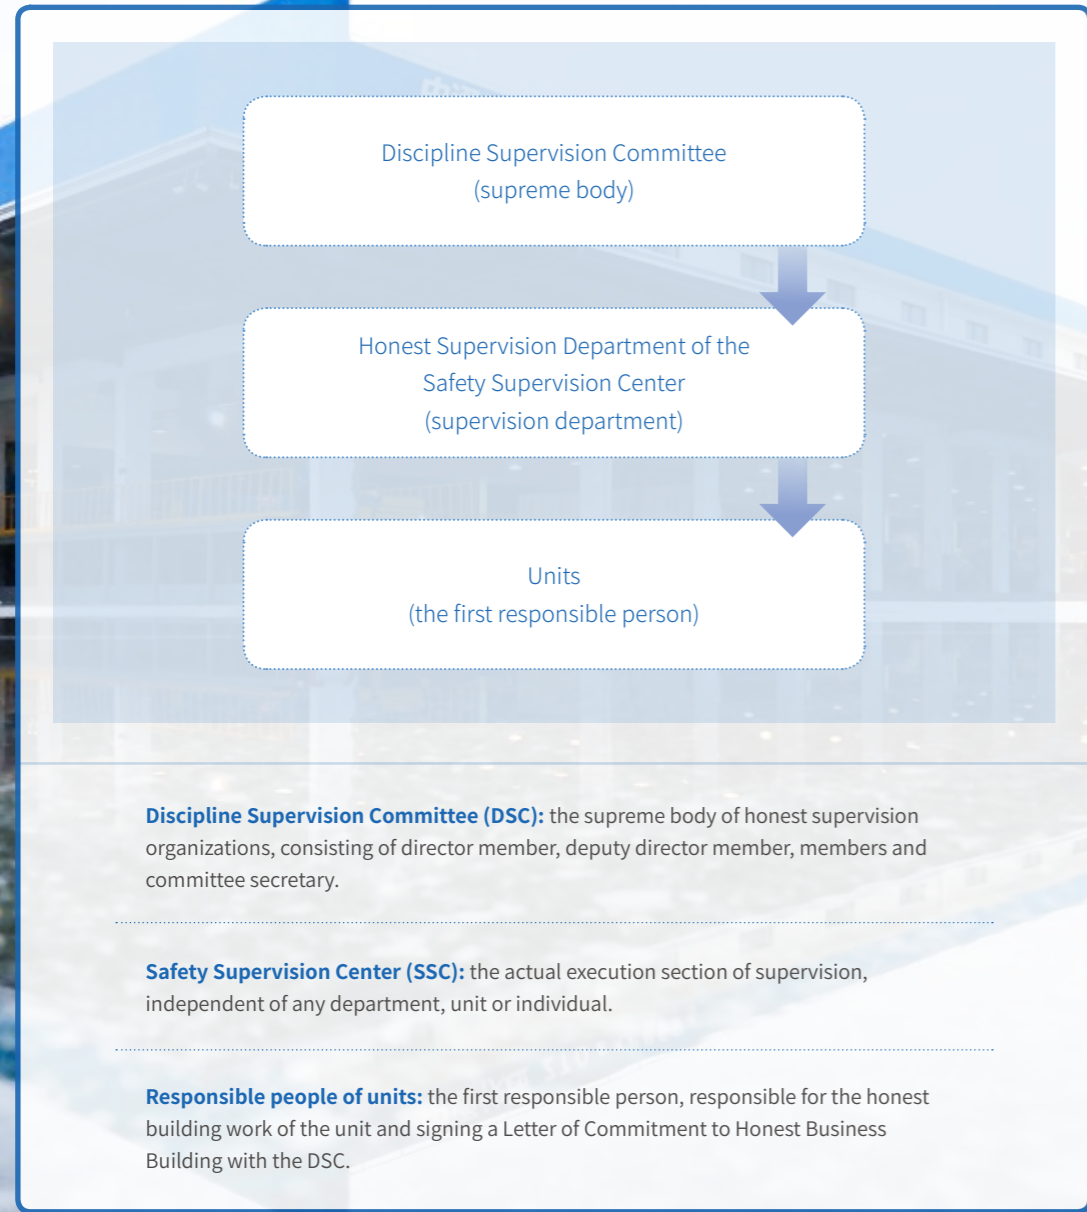 Discipline Supervision Committee
(supreme body)
Honest Supervision Department of the
Safety Supervision Center
(supervision department)
Units
(the first responsible person)
Discipline Supervision Committee (DSC): the supreme body of honest supervision
organizations, consisting of director member, deputy director member, members and
committee secretary.
Safety Supervision Center (SSC): the actual execution section of supervision,
independent of any department, unit or individual.
Responsible people of units: the first responsible person, responsible for the honest
building work of the unit and signing a Letter of Commitment to Honest Business
Building with the DSC.